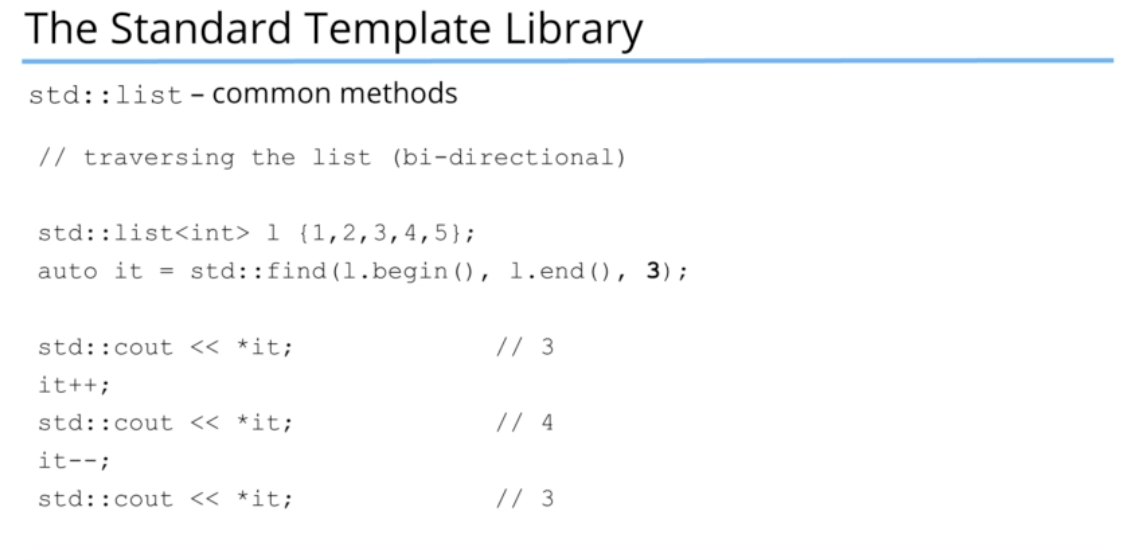 The Standard Template Library
std::list – common methods
// traversing the list (bi-directional)
std::list<int> l {1,2,3,4,5};
auto it = std::find(l.begin(), l.end(), 3);
std::cout << *it; // 3
it++;
std::cout << *it; // 4
it--;
std::cout << *it; // 3